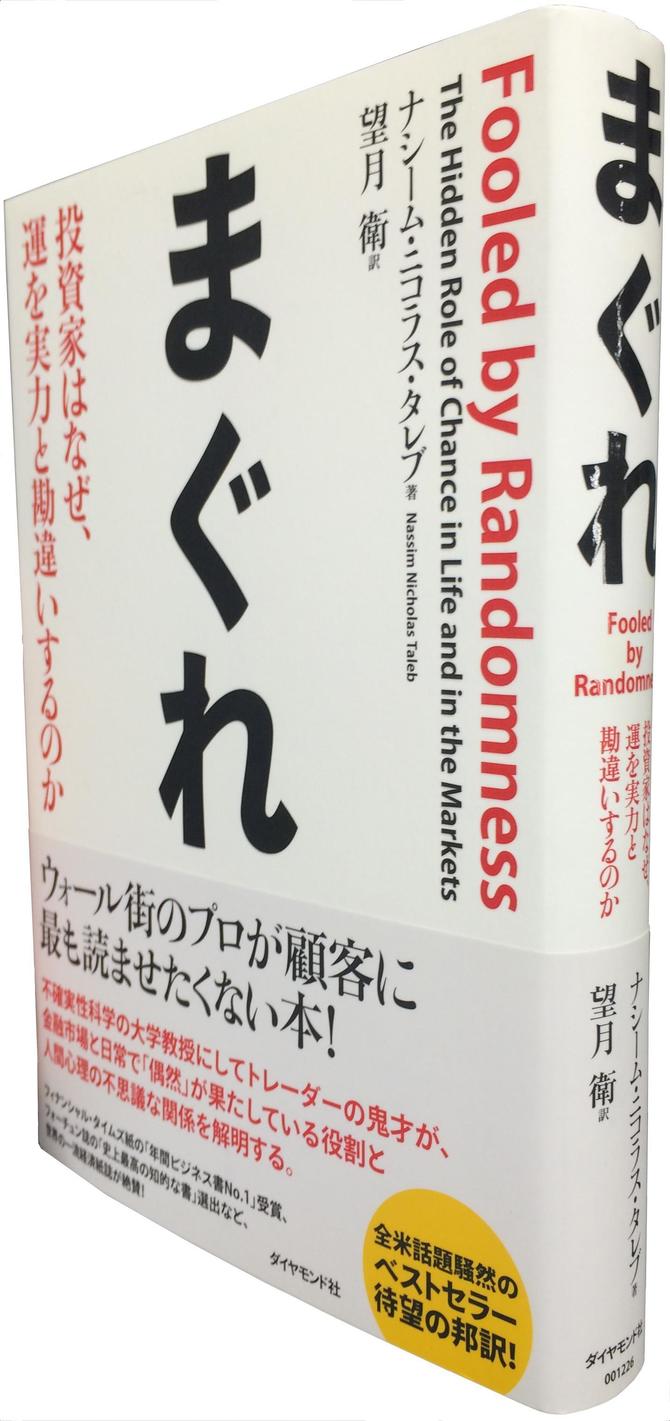 Fooled by Randomness
The Hidden Role of Chance in Life and in the Markets
ナシーム・ニコラス・タレブ 著 Nassim Nicholas Taleb
望月 衛 訳
まぐれ
投資家はなぜ、
運を実力と勘違いするのか
ウォール街のプロが顧客に
最も読ませたくない本!
不確実性科学の大学教授にしてトレーダーの鬼才が、
金融市場と日常で「偶然」が果たしている役割と
人間心理の不思議な関係を解明する。
フィナンシャル・タイムズ紙の「年間ビジネス書No.1」受賞、
フォーチュン誌の「史上最高の知的な書」選出など、
世界の一流経済紙誌が絶賛!
ダイヤモンド社
全米話題騒然の
ベストセラー
待望の邦訳!
まぐれ
Fooled
by
Randomne
投資家はなぜ、
運を実力と
勘違いするのか
ナシーム・ニコラス・タレブ 著
望月 衛 訳
ダイヤモンド社
001226